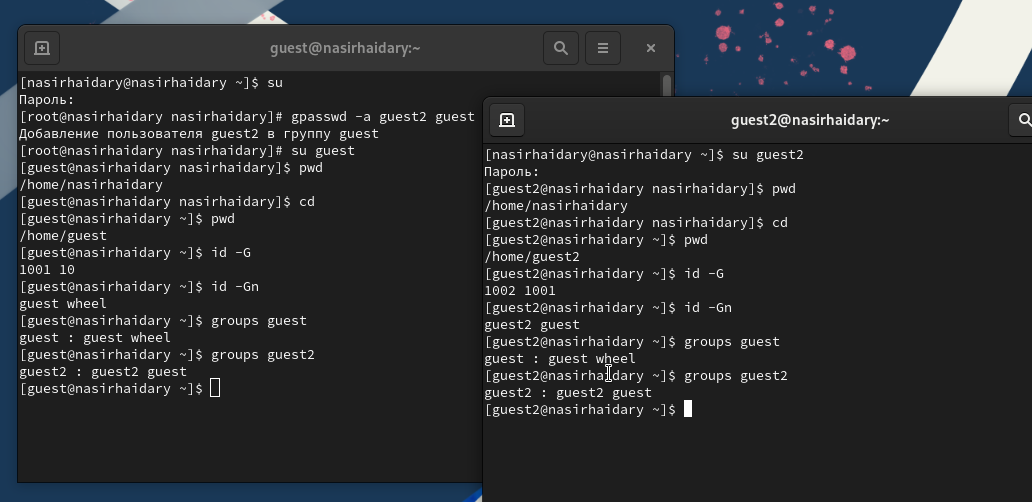 guest@nasirhaidary:~
[nasirhaidary@nasirhaidary ~]$ su
Пароль:
[root@nasirhaidary nasirhaidary]# gpasswd -a guest2 guest
Добавление пользователя guest2 в группу guest
[root@nasirhaidary nasirhaidary]# su guest
[guest@nasirhaidary nasirhaidary]$ pwd
/home/nasirhaidary
[guest@nasirhaidary nasirhaidary]$ cd
[guest@nasirhaidary ~]$ pwd
/home/guest
[guest@nasirhaidary ~]$ id -G
1001 10
[guest@nasirhaidary ~]$ id -Gn
guest wheel
[guest@nasirhaidary ~]$ groups guest
guest : guest wheel
[guest@nasirhaidary ~]$ groups guest2
guest2 : guest2 guest
[guest@nasirhaidary ~]$
guest2@nasirhaidary:~
[nasirhaidary@nasirhaidary ~]$ su guest2
Пароль:
[guest2@nasirhaidary nasirhaidary]$ pwd
/home/nasirhaidary
[guest2@nasirhaidary nasirhaidary]$ cd
[guest2@nasirhaidary ~]$ pwd
/home/guest2
[guest2@nasirhaidary ~]$ id -G
1002 1001
[guest2@nasirhaidary ~]$ id -Gn
guest2 guest
[guest2@nasirhaidary ~]$ groups guest
guest : guest wheel
[guest2@nasirhaidary ~]$ groups guest2
guest2 : guest2 guest
[guest2@nasirhaidary ~]$